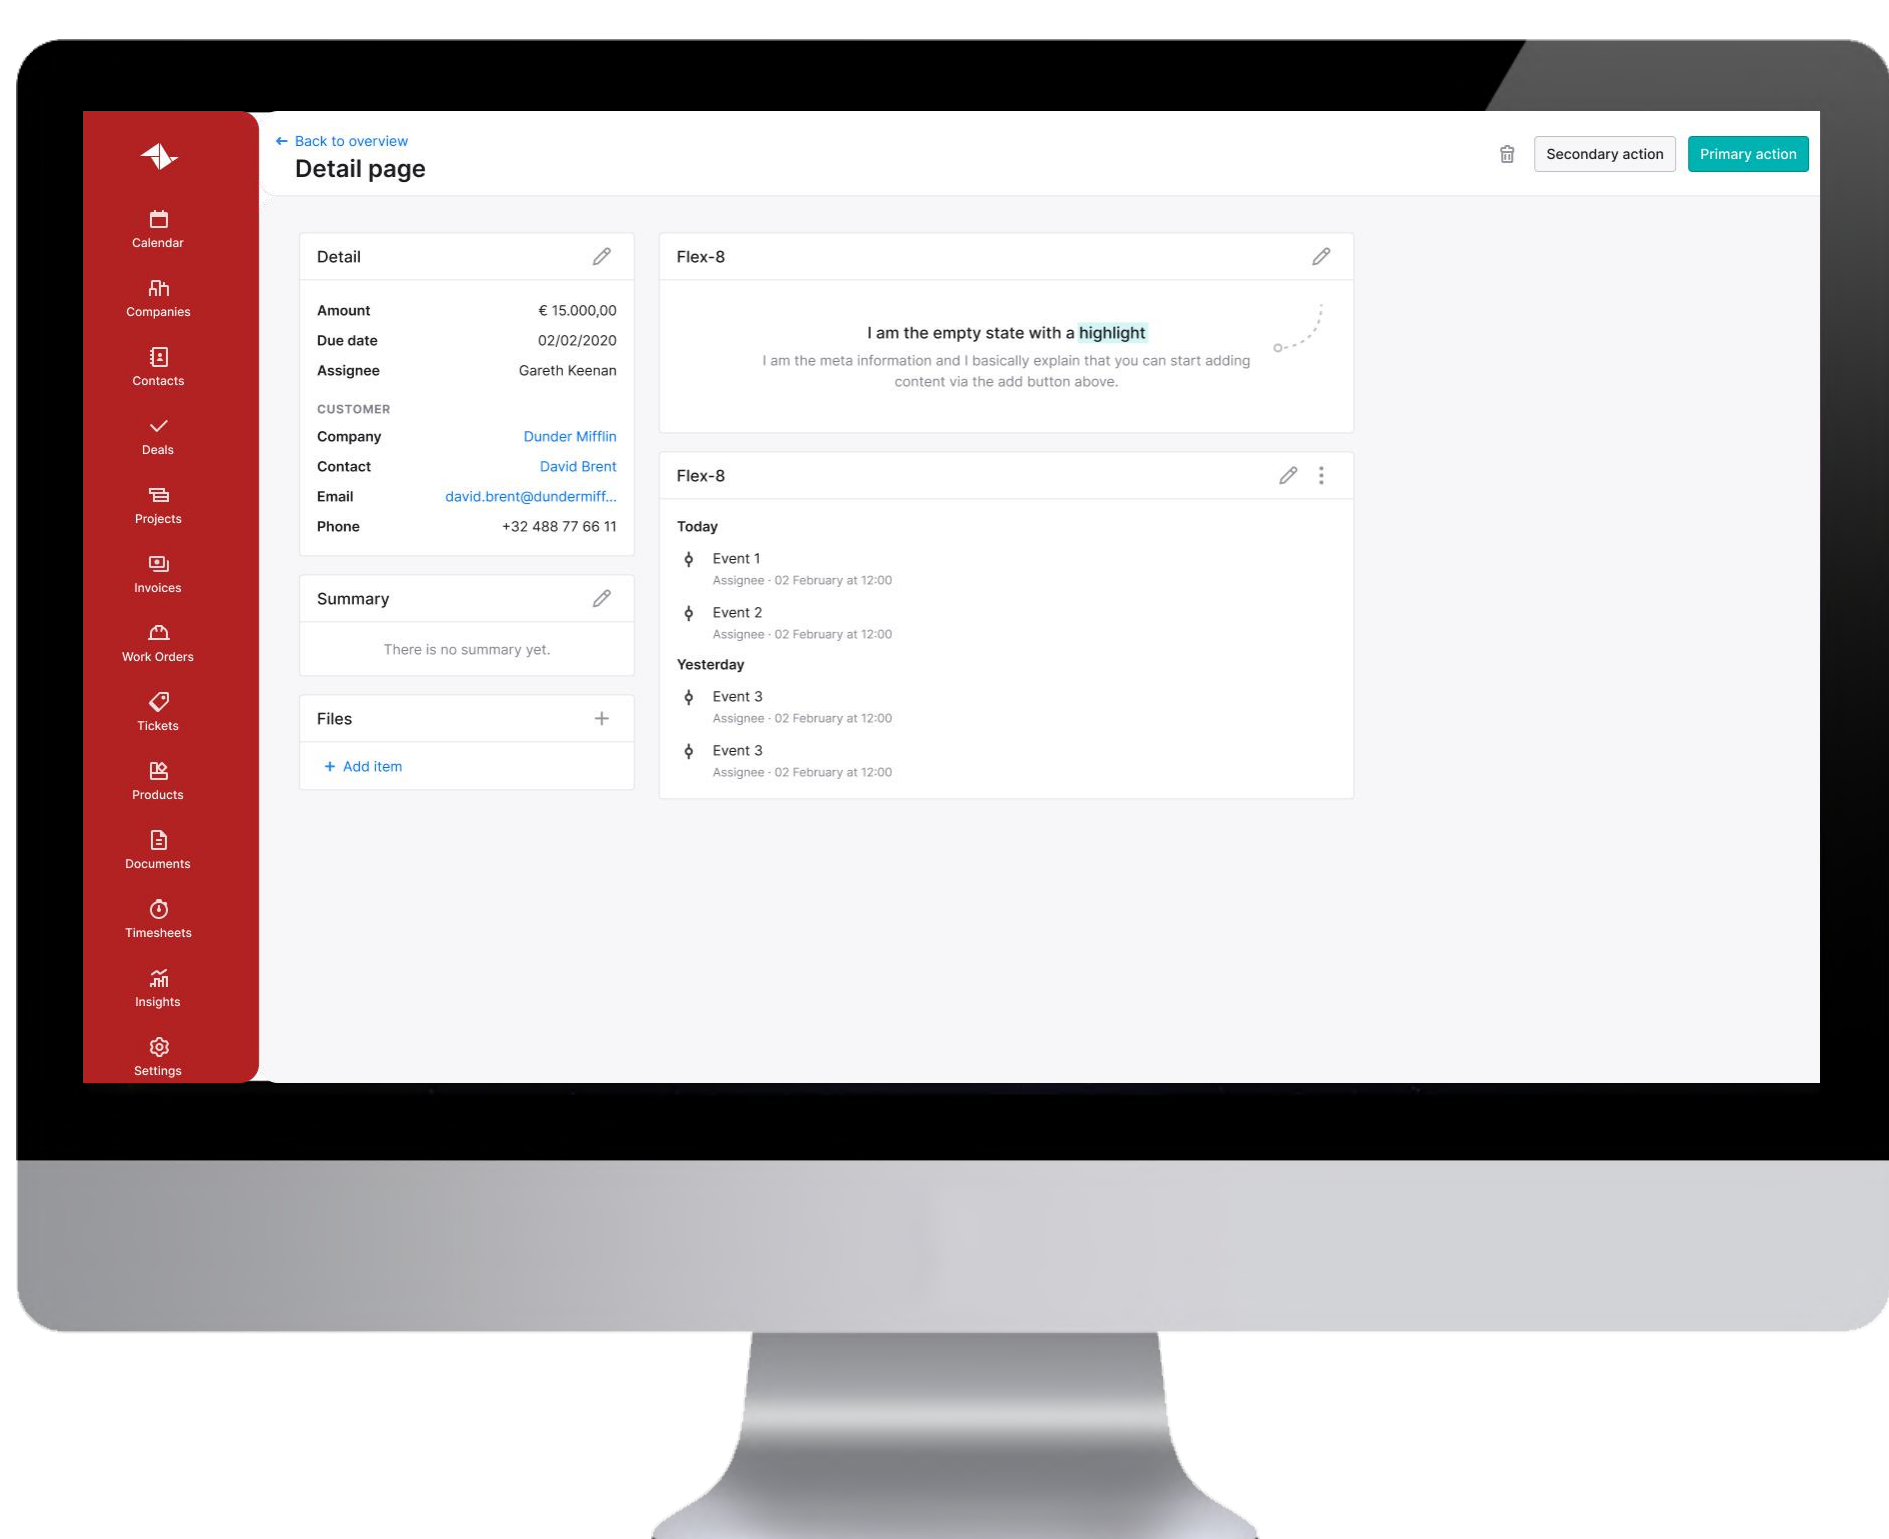 Calendar
Companies
Contacts
Deals
Projects
Invoices
Work Orders
Tickets
Products
Documents
Timesheets
Insights
Settings
← Back to overview
Detail page
Secondary action
Primary action
Detail
Amount € 15.000,00
Due date 02/02/2020
Assignee Gareth Keenan
CUSTOMER
Company Dunder Mifflin
Contact David Brent
Email david.brent@dundermiff...
Phone +32 488 77 66 11
Summary
There is no summary yet.
Files
+ Add item
Flex-8
I am the empty state with a highlight
I am the meta information and I basically explain that you can start adding
content via the add button above.
Flex-8
Today
Event 1
Assignee · 02 February at 12:00
Event 2
Assignee · 02 February at 12:00
Yesterday
Event 3
Assignee · 02 February at 12:00
Event 3
Assignee · 02 February at 12:00